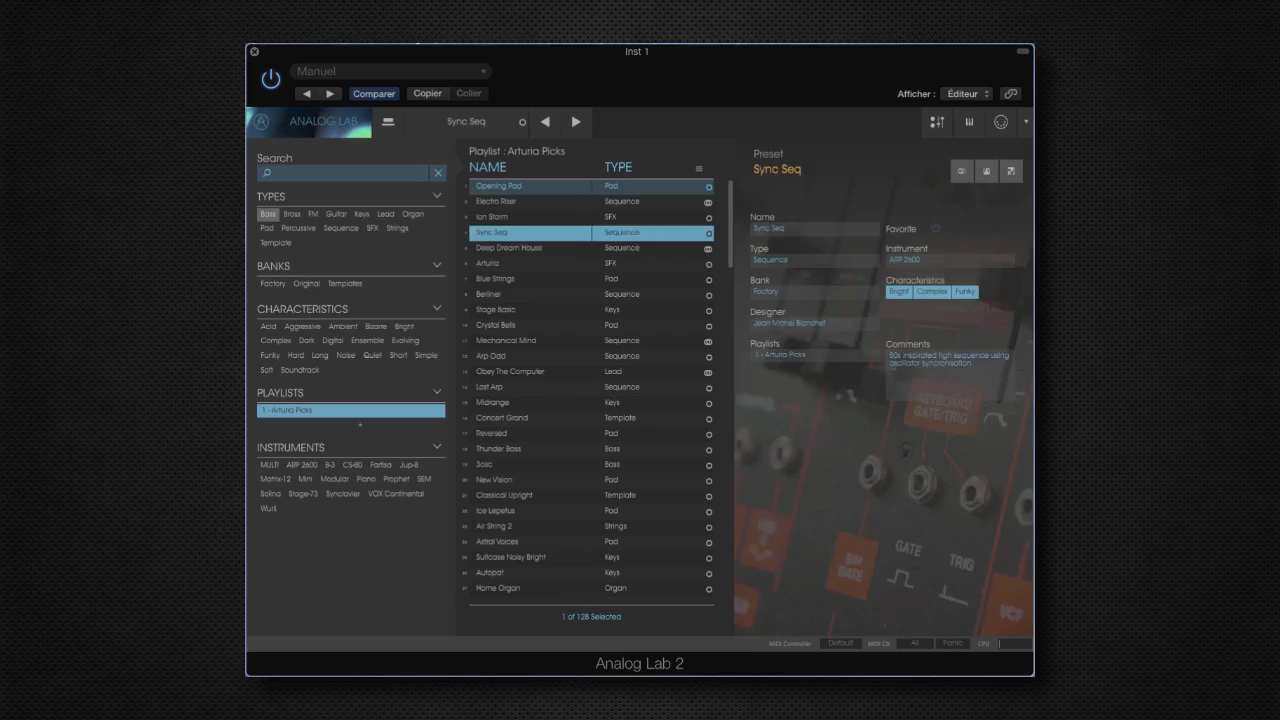 Inst 1
Manuel
Comparer Copier Coller Afficher : Éditeur
ANALOG LAB Sync Seq
Search
TYPES
Bass Brass FM Guitar Keys Lead Organ
Pad Percussive Sequence SFX Strings
Template
BANKS
Factory Original Templates
CHARACTERISTICS
Acid Aggressive Ambient Bizarre Bright
Complex Dark Digital Ensemble Evolving
Funky Hard Long Noise Quiet Short Simple
Soft Soundtrack
PLAYLISTS
1 - Arturia Picks
+
INSTRUMENTS
MULTI ARP 2600 B-3 CS-80 Farfisa Jup-8
Matrix-12 Mini Modular Piano Prophet SEM
Solina Stage-73 Synclavier VOX Continental
Wurli
Playlist : Arturia Picks
NAME TYPE
Opening Pad Pad
Electro Riser Sequence
Ion Storm SFX
Sync Seq Sequence
Deep Dream House Sequence
Arturia SFX
Blue Strings Pad
Berliner Sequence
Stage Basic Keys
Crystal Bells Pad
Mechanical Mind Sequence
Arp Odd Sequence
Obey The Computer Lead
Lost Arp Sequence
Midrange Keys
Concert Grand Template
Reversed Pad
Thunder Bass Bass
3osc Bass
New Vision Pad
Classical Upright Template
Ice Lepetus Pad
Air String 2 Strings
Astral Voices Pad
Suitcase Noisy Bright Keys
Autopat Keys
Home Organ Organ
1 of 128 Selected
Preset
Sync Seq
Name
Sync Seq
Favorite
Type
Sequence
Instrument
ARP 2600
Bank
Factory
Characteristics
Bright Complex Funky
Designer
Jean Michel Blanchet
Playlists
1 - Arturia Picks
Comments
80s inspirated high sequence using
oscillator syncronisation
KEYBOARD
GATE/TRIG
S/H
GATE
GATE
TRIG
VCF
MIDI Controller Default MIDI Ch All Panic CPU
Analog Lab 2